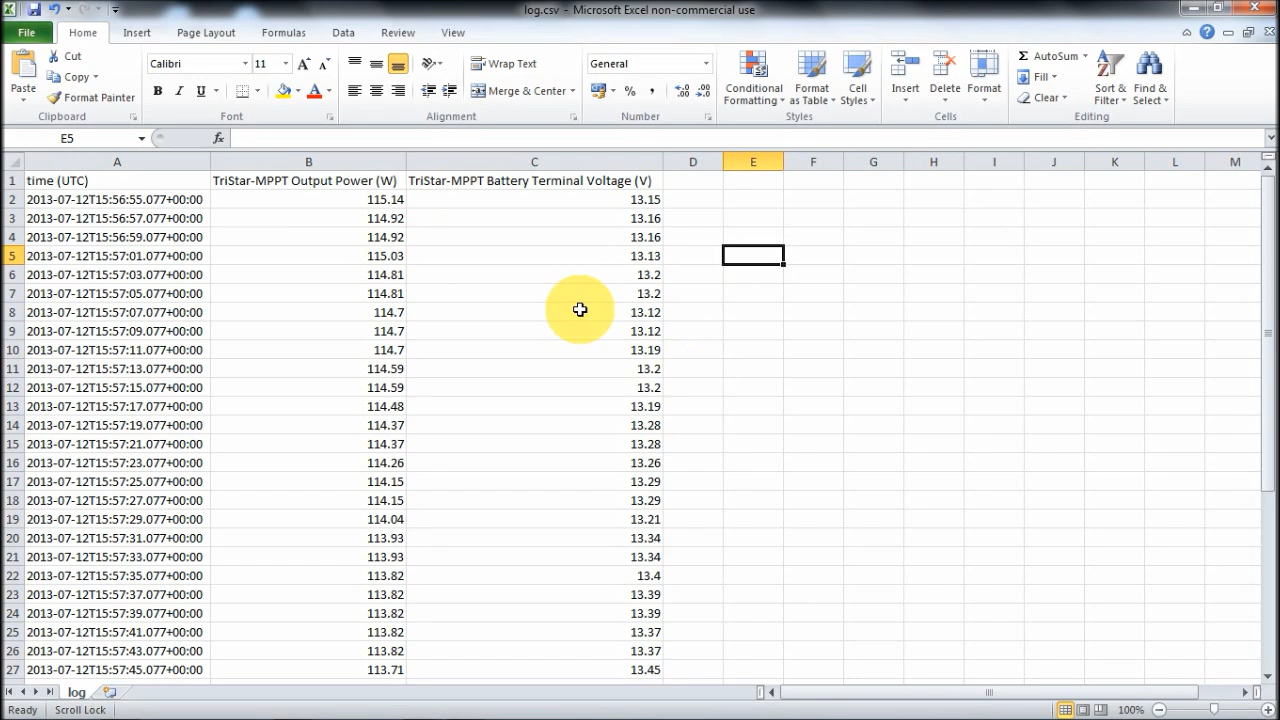 log.csv - Microsoft Excel non-commercial use
File Home Insert Page Layout Formulas Data Review View
Cut
Copy
Format Painter
Paste
Clipboard
Calibri 11
B I U
Font
Wrap Text
Merge & Center
Alignment
General
% ,
Number
Conditional Formatting
Format as Table
Cell Styles
Styles
Insert Delete Format
Cells
AutoSum
Fill
Clear
Sort & Filter
Find & Select
Editing
E5 fx
A B C D E F G H I J K L M
1 time (UTC) TriStar-MPPT Output Power (W) TriStar-MPPT Battery Terminal Voltage (V)
2 2013-07-12T15:56:55.077+00:00 115.14 13.15
3 2013-07-12T15:56:57.077+00:00 114.92 13.16
4 2013-07-12T15:56:59.077+00:00 114.92 13.16
5 2013-07-12T15:57:01.077+00:00 115.03 13.13
6 2013-07-12T15:57:03.077+00:00 114.81 13.2
7 2013-07-12T15:57:05.077+00:00 114.81 13.2
8 2013-07-12T15:57:07.077+00:00 114.7 13.12
9 2013-07-12T15:57:09.077+00:00 114.7 13.12
10 2013-07-12T15:57:11.077+00:00 114.7 13.19
11 2013-07-12T15:57:13.077+00:00 114.59 13.2
12 2013-07-12T15:57:15.077+00:00 114.59 13.2
13 2013-07-12T15:57:17.077+00:00 114.48 13.19
14 2013-07-12T15:57:19.077+00:00 114.37 13.28
15 2013-07-12T15:57:21.077+00:00 114.37 13.28
16 2013-07-12T15:57:23.077+00:00 114.26 13.26
17 2013-07-12T15:57:25.077+00:00 114.15 13.29
18 2013-07-12T15:57:27.077+00:00 114.15 13.29
19 2013-07-12T15:57:29.077+00:00 114.04 13.21
20 2013-07-12T15:57:31.077+00:00 113.93 13.34
21 2013-07-12T15:57:33.077+00:00 113.93 13.34
22 2013-07-12T15:57:35.077+00:00 113.82 13.4
23 2013-07-12T15:57:37.077+00:00 113.82 13.39
24 2013-07-12T15:57:39.077+00:00 113.82 13.39
25 2013-07-12T15:57:41.077+00:00 113.82 13.37
26 2013-07-12T15:57:43.077+00:00 113.82 13.37
27 2013-07-12T15:57:45.077+00:00 113.71 13.45
log
Ready Scroll Lock 100%